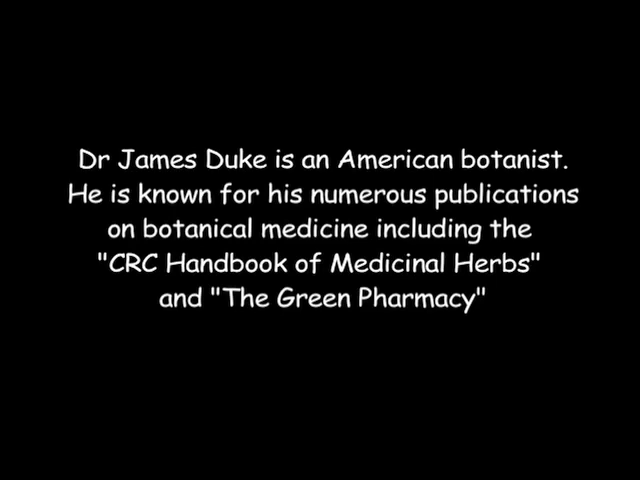 Dr James Duke is an American botanist.
He is known for his numerous publications
on botanical medicine including the
"CRC Handbook of Medicinal Herbs"
and "The Green Pharmacy"